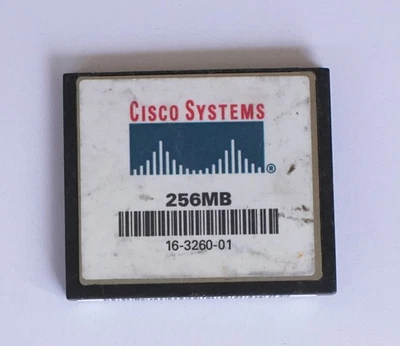 CISCO SYSTEMS
®
256MB
16-3260-01